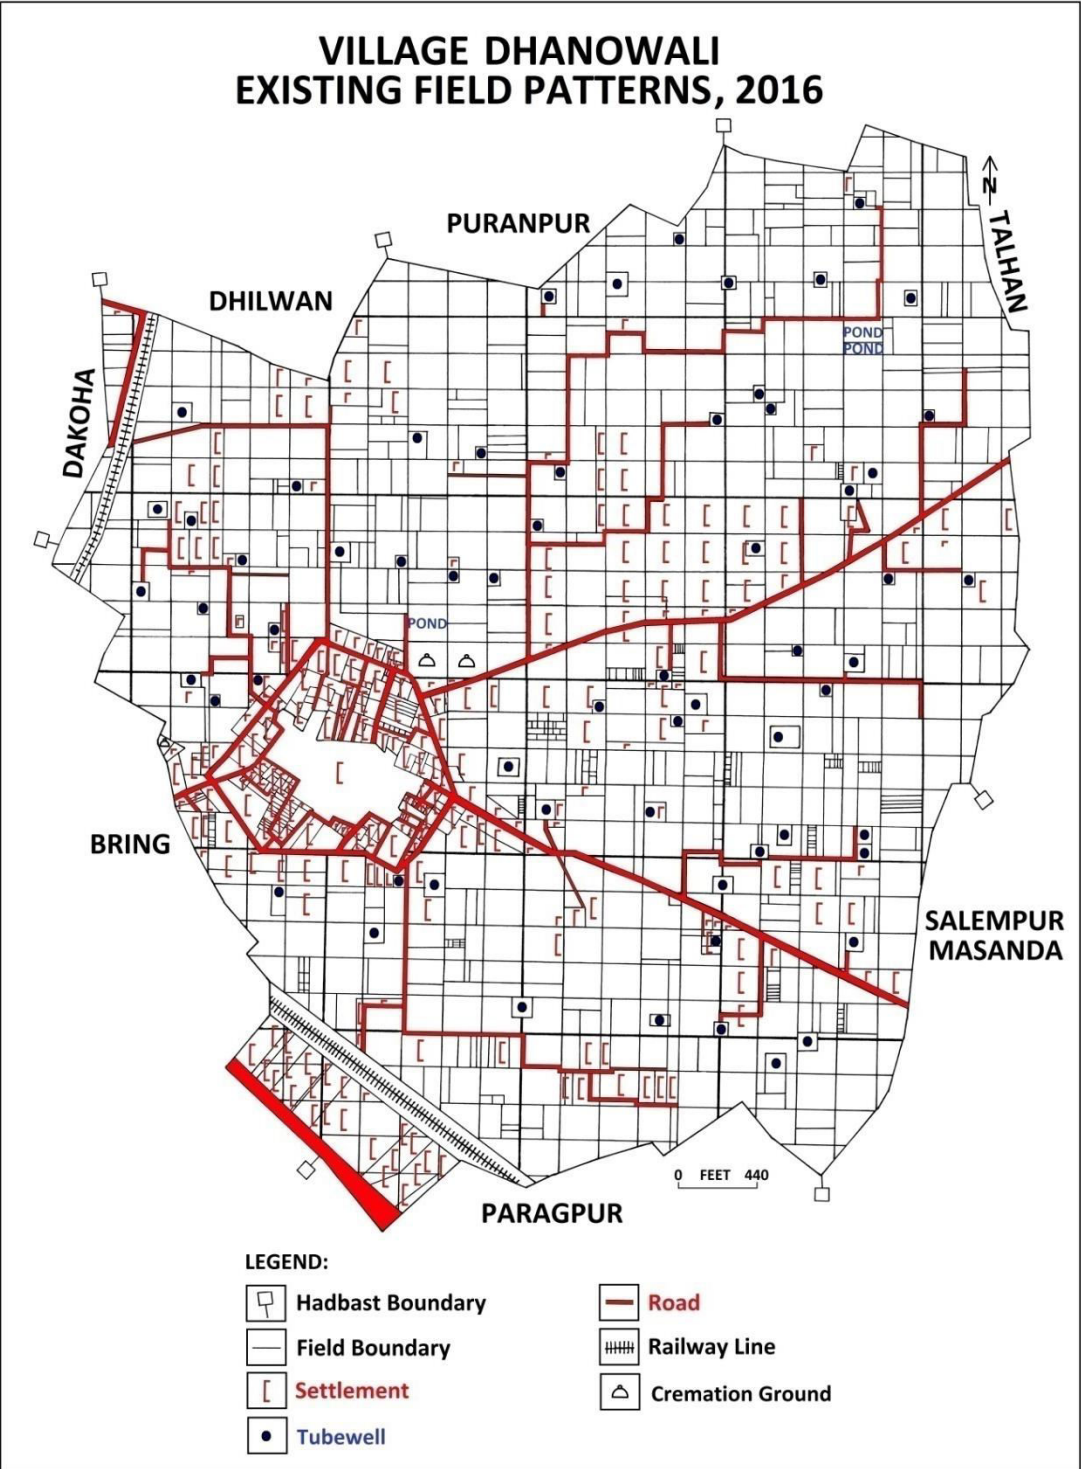 VILLAGE DHANOWALI
EXISTING FIELD PATTERNS, 2016
N
PURANPUR
TALHAN
DHILWAN
POND
POND
DAKOHA
POND
BRING
SALEMPUR
MASANDA
0 FEET 440
PARAGPUR
LEGEND:
Hadbast Boundary
Road
Field Boundary
Railway Line
Settlement
Cremation Ground
Tubewell